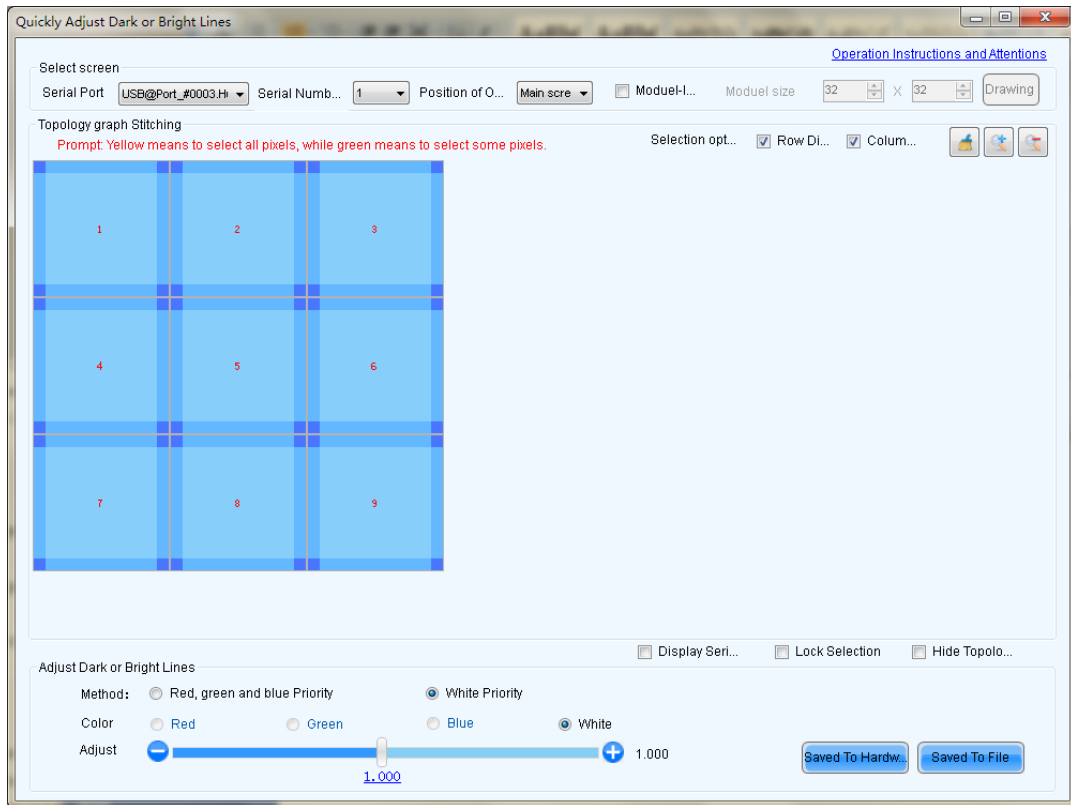 Quickly Adjust Dark or Bright Lines
Operation Instructions and Attentions
Select screen
Serial Port USB@Port_#0003.H Serial Numb... 1 Position of O... Main scre Moduel-I... Moduel size 32 X 32 Drawing
Topology graph Stitching
Prompt: Yellow means to select all pixels, while green means to select some pixels. Selection opt... Row Di... Colum...
1 2 3
4 5 6
7 8 9
Display Seri... Lock Selection Hide Topolo...
Adjust Dark or Bright Lines
Method: Red, green and blue Priority White Priority
Color Red Green Blue White
Adjust 1.000
1.000
Saved To Hardw... Saved To File